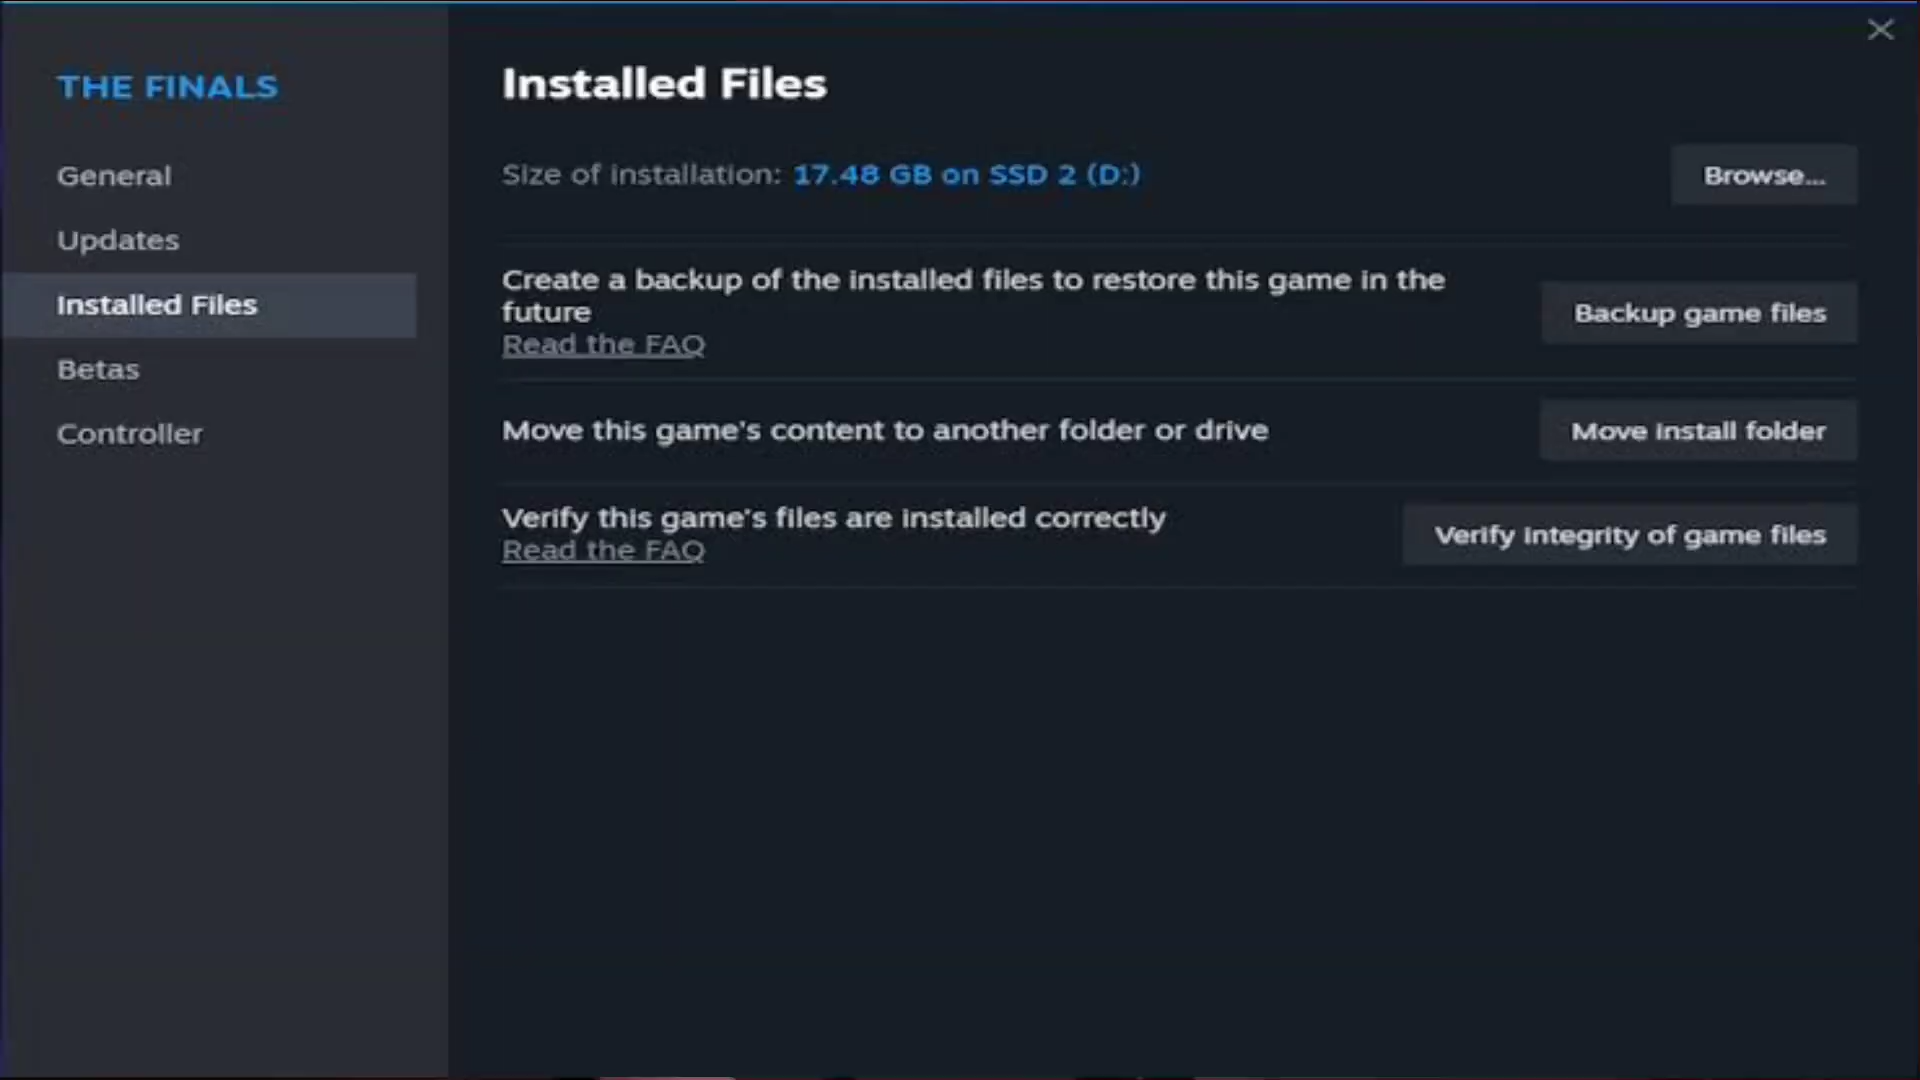 THE FINALS
General
Updates
Installed Files
Betas
Controller
Installed Files
Size of installation: 17.48 GB on SSD 2 (D:)
Browse...
Create a backup of the installed files to restore this game in the
future
Read the FAQ
Backup game files
Move this game's content to another folder or drive
Move install folder
Verify this game's files are installed correctly
Read the FAQ
Verify integrity of game files